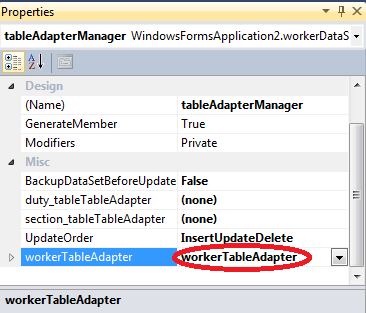 Properties
tableAdapterManager WindowsFormsApplication2.workerDataS
Design
(Name) tableAdapterManager
GenerateMember True
Modifiers Private
Misc
BackupDataSetBeforeUpdate False
duty_tableTableAdapter (none)
section_tableTableAdapter (none)
UpdateOrder InsertUpdateDelete
workerTableAdapter workerTableAdapter
workerTableAdapter